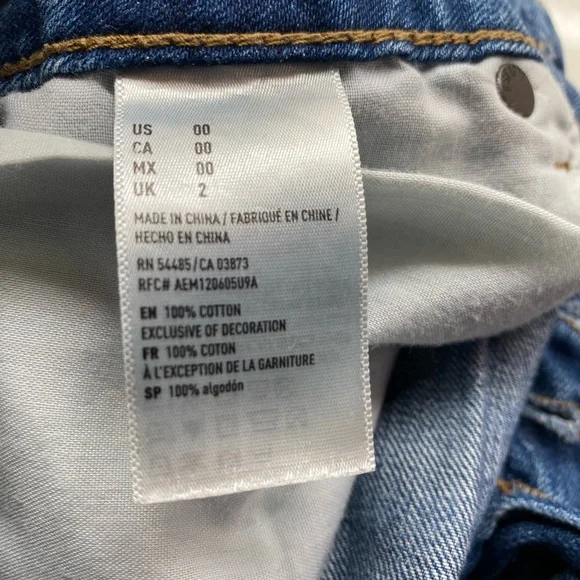 US 00
CA 00
MX 00
UK 2
MADE IN CHINA / FABRIQUÉ EN CHINE /
HECHO EN CHINA
RN 54485/CA 03873
RFC# AEM120605U9A
EN 100% COTTON
EXCLUSIVE OF DECORATION
FR 100% COTON
À L'EXCEPTION DE LA GARNITURE
SP 100% algodón